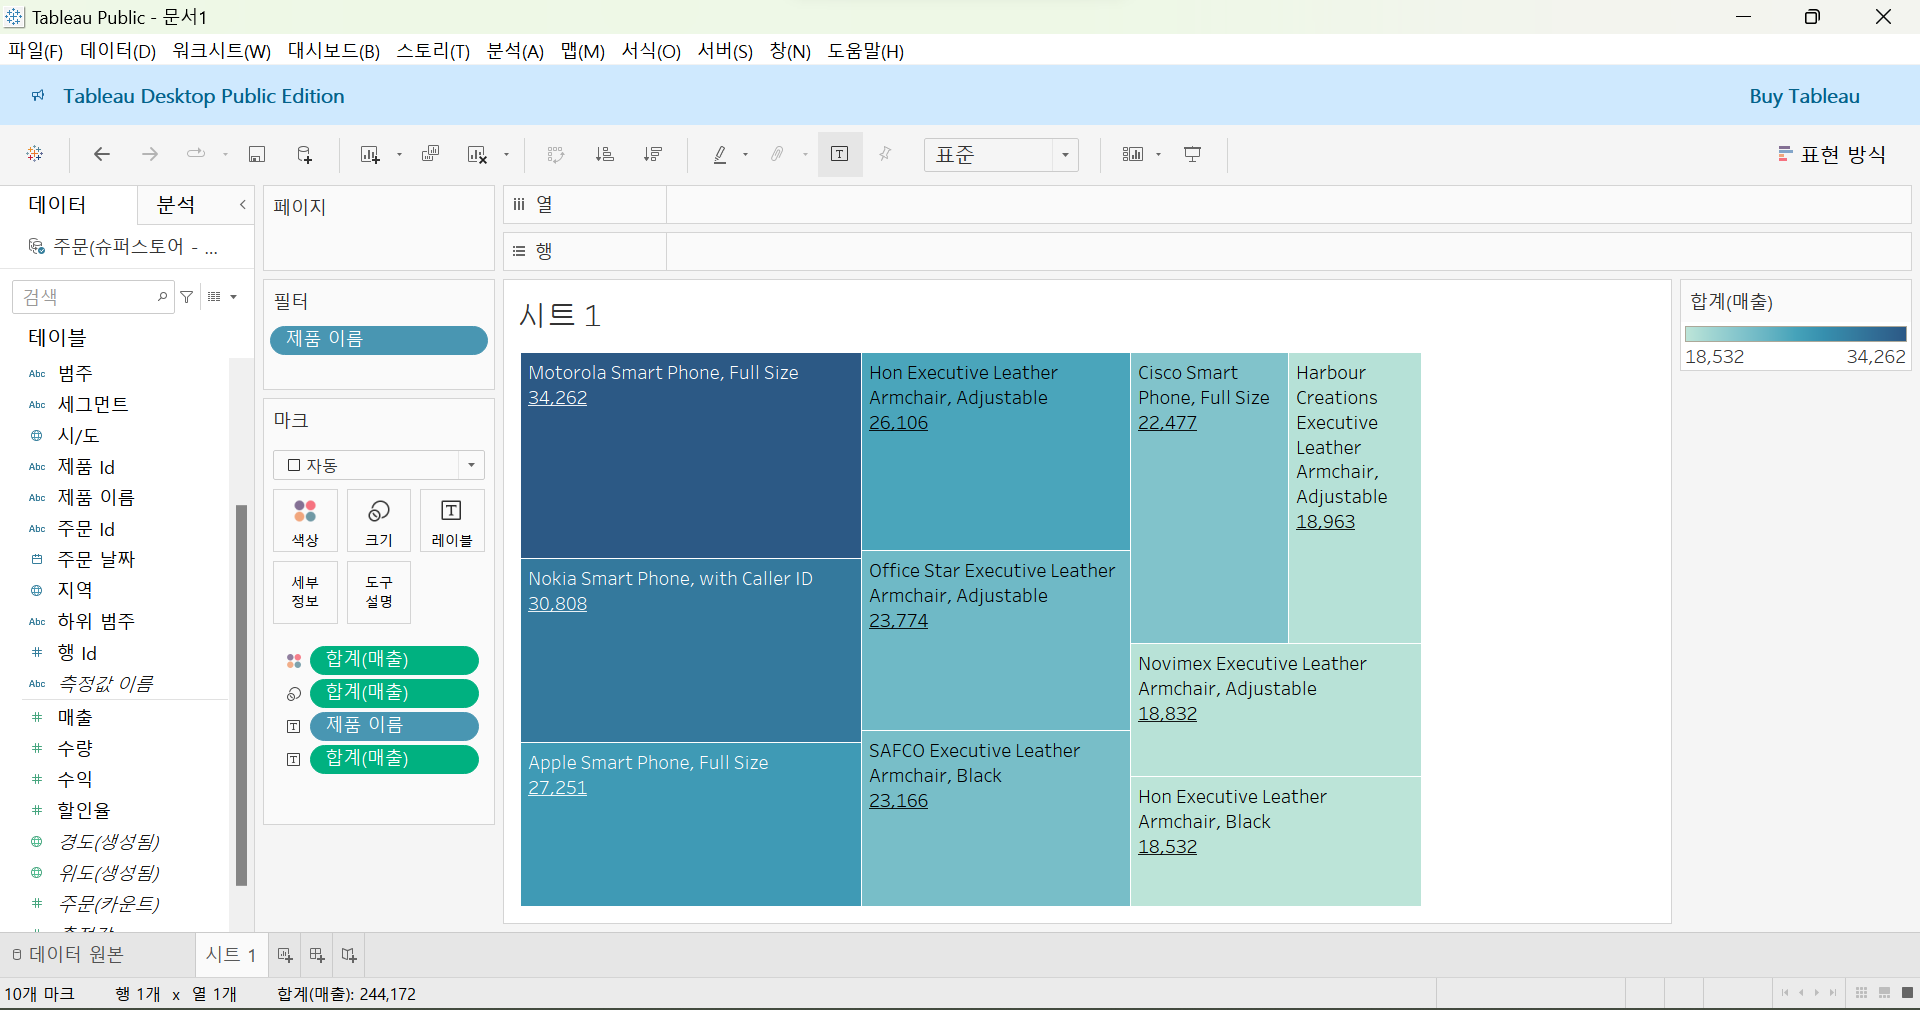 Tableau Public - 문서1
파일(F) 데이터(D) 워크시트(W) 대시보드(B) 스토리(T) 분석(A) 맵(M) 서식(O) 서버(S) 창(N) 도움말(H)
Tableau Desktop Public Edition
Buy Tableau
표준
표현 방식
데이터
분석
주문(슈퍼스토어 - ...
검색
테이블
Abc 범주
Abc 세그먼트
시/도
Abc 제품 Id
Abc 제품 이름
Abc 주문 Id
주문 날짜
지역
Abc 하위 범주
# 행 Id
Abc 측정값 이름
# 매출
# 수량
# 수익
# 할인율
경도(생성됨)
위도(생성됨)
# 주문(카운트)
페이지
필터
제품 이름
마크
자동
색상
크기
레이블
세부
정보
도구
설명
합계(매출)
합계(매출)
제품 이름
합계(매출)
열
행
시트 1
Motorola Smart Phone, Full Size
34,262
Nokia Smart Phone, with Caller ID
30,808
Apple Smart Phone, Full Size
27,251
Hon Executive Leather
Armchair, Adjustable
26,106
Office Star Executive Leather
Armchair, Adjustable
23,774
SAFCO Executive Leather
Armchair, Black
23,166
Cisco Smart
Phone, Full Size
22,477
Harbour
Creations
Executive
Leather
Armchair,
Adjustable
18,963
Novimex Executive Leather
Armchair, Adjustable
18,832
Hon Executive Leather
Armchair, Black
18,532
합계(매출)
18,532 34,262
데이터 원본
시트 1
10개 마크 행 1개 x 열 1개 합계(매출): 244,172